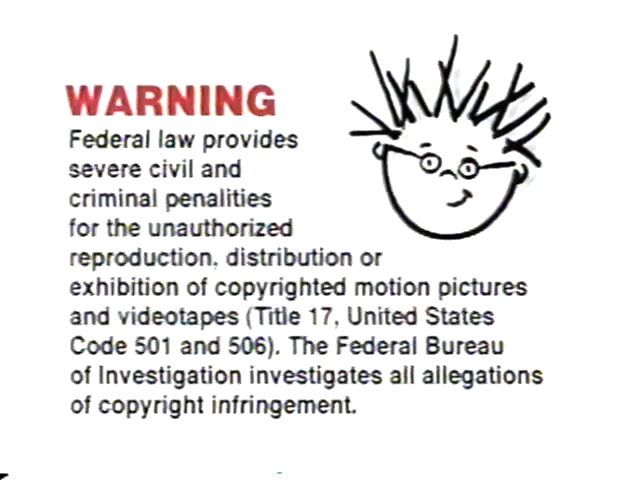 WARNING
Federal law provides
severe civil and
criminal penalities
for the unauthorized
reproduction, distribution or
exhibition of copyrighted motion pictures
and videotapes (Title 17, United States
Code 501 and 506). The Federal Bureau
of Investigation investigates all allegations
of copyright infringement.